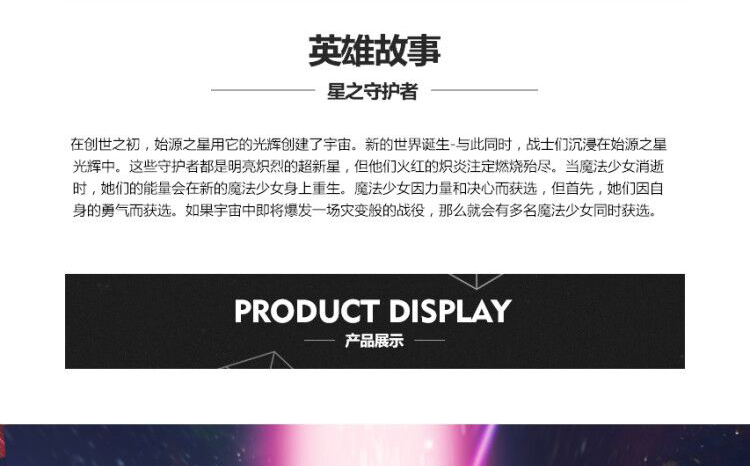 英雄故事
星之守护者
在创世之初，始源之星用它的光辉创建了宇宙。新的世界诞生-与此同时，战士们沉浸在始源之星
光辉中。这些守护者都是明亮炽烈的超新星，但他们火红的炽炎注定燃烧殆尽。当魔法少女消逝
时，她们的能量会在新的魔法少女身上重生。魔法少女因力量和决心而获选，但首先，她们因自
身的勇气而获选。如果宇宙中即将爆发一场灾变般的战役，那么就会有多名魔法少女同时获选。
PRODUCT DISPLAY
产品展示